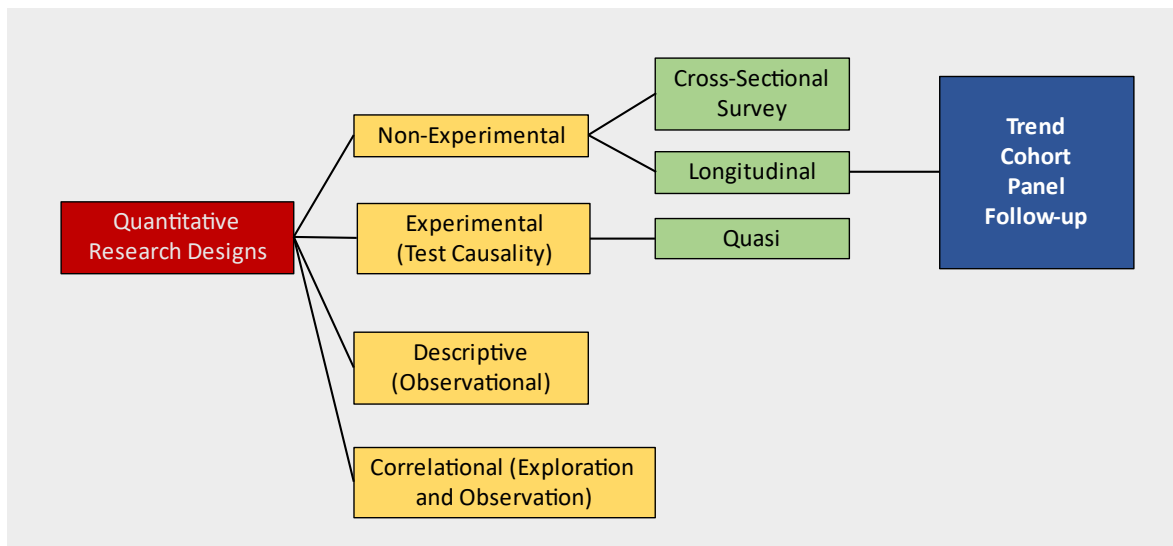 Quantitative
Research Designs
Non-Experimental
Experimental
(Test Causality)
Descriptive
(Observational)
Correlational (Exploration
and Observation)
Cross-Sectional
Survey
Longitudinal
Quasi
Trend
Cohort
Panel
Follow-up